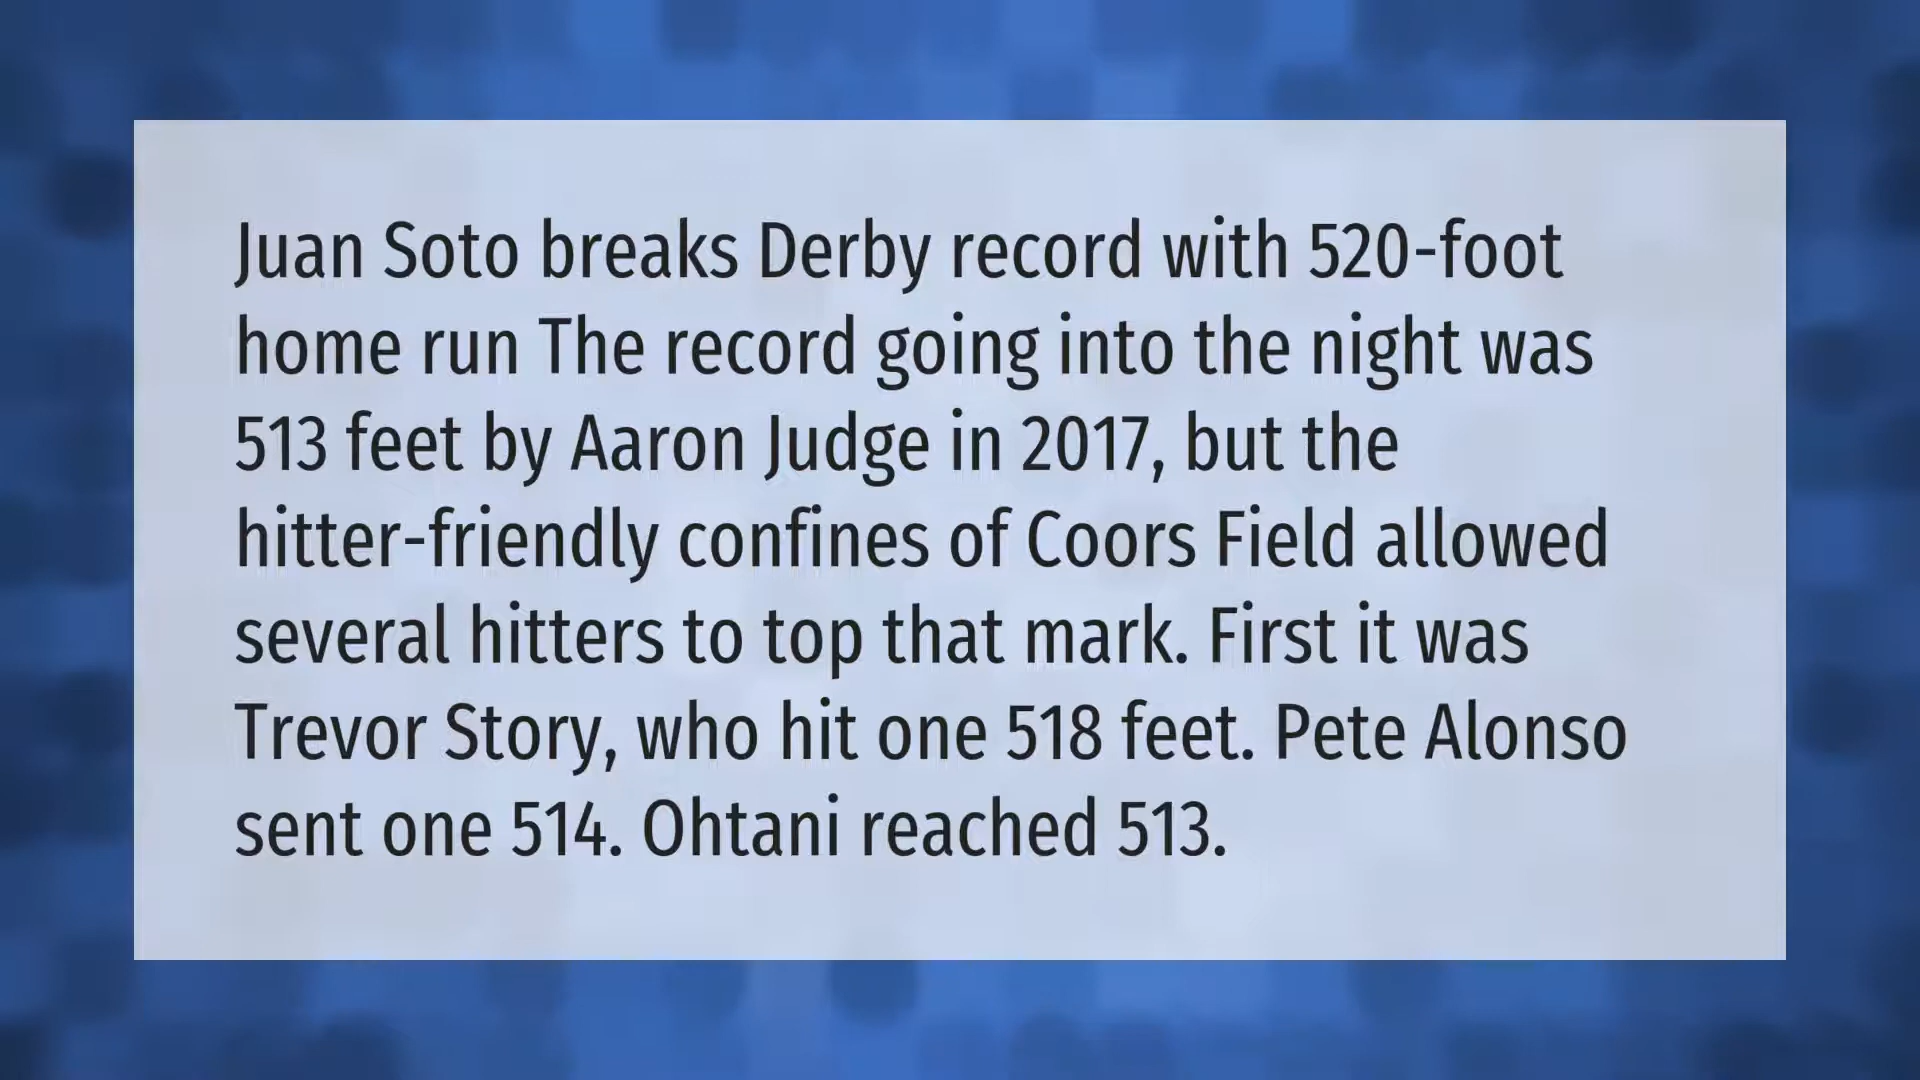 Juan Soto breaks Derby record with 520-foot
home run The record going into the night was
513 feet by Aaron Judge in 2017, but the
hitter-friendly confines of Coors Field allowed
several hitters to top that mark. First it was
Trevor Story, who hit one 518 feet. Pete Alonso
sent one 514. Ohtani reached 513.